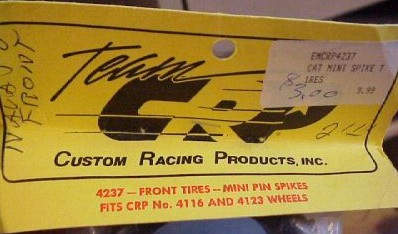 Team
CRP
CUSTOM RACING PRODUCTS, INC.
4237 — FRONT TIRES — MINI PIN SPIKES
FITS CRP No. 4116 AND 4123 WHEELS
EMCRP4237
CAT MINI SPIKE T
IRES
9.99
3.00
FRONT